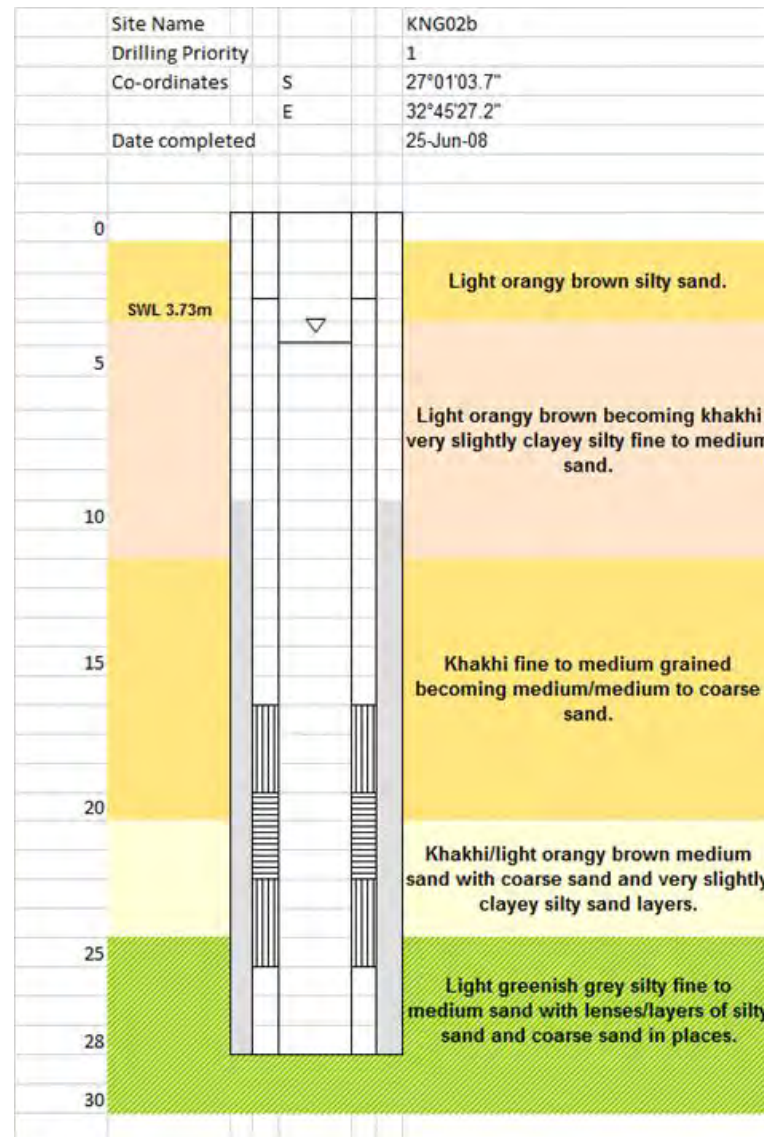 Site Name KNG02b
Drilling Priority 1
Co-ordinates S 27°01'03.7"
E 32°45'27.2"
Date completed 25-Jun-08
0
Light orangy brown silty sand.
SWL 3.73m
5
Light orangy brown becoming khakhi
very slightly clayey silty fine to medium
sand.
10
15
Khakhi fine to medium grained
becoming medium/medium to coarse
sand.
20
Khakhi/light orangy brown medium
sand with coarse sand and very slightly
clayey silty sand layers.
25
Light greenish grey silty fine to
medium sand with lenses/layers of silty
sand and coarse sand in places.
28
30